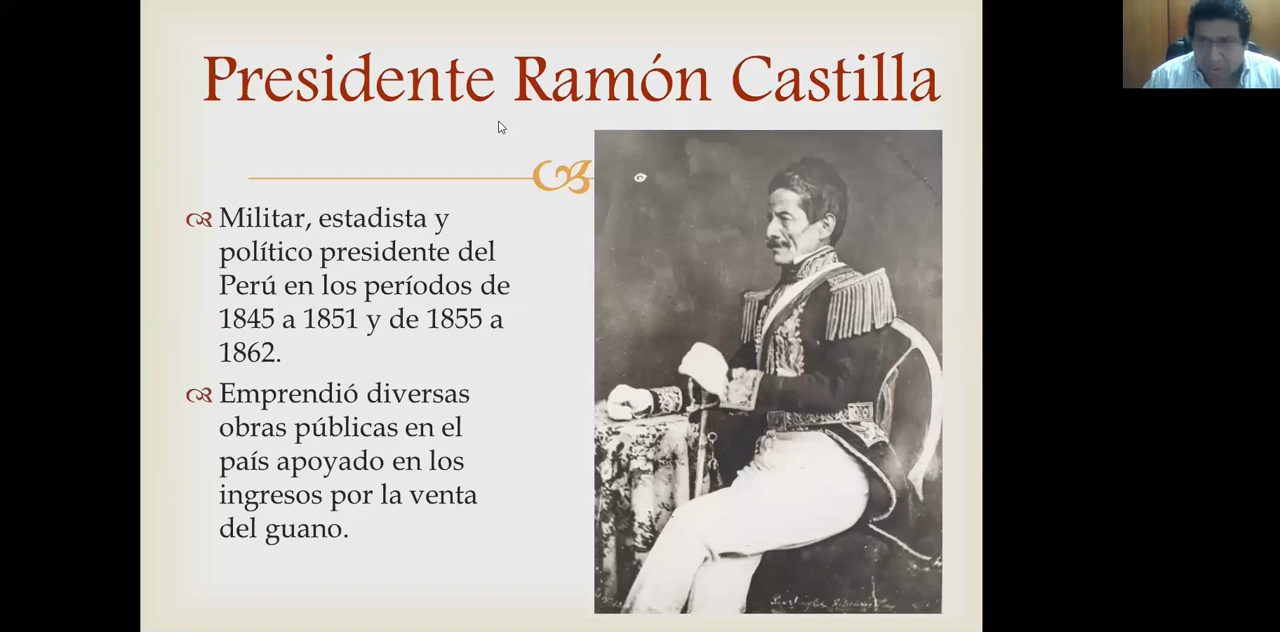 Presidente Ramón Castilla
Militar, estadista y
político presidente del
Perú en los períodos de
1845 a 1851 y de 1855 a
1862.
Emprendió diversas
obras públicas en el
país apoyado en los
ingresos por la venta
del guano.